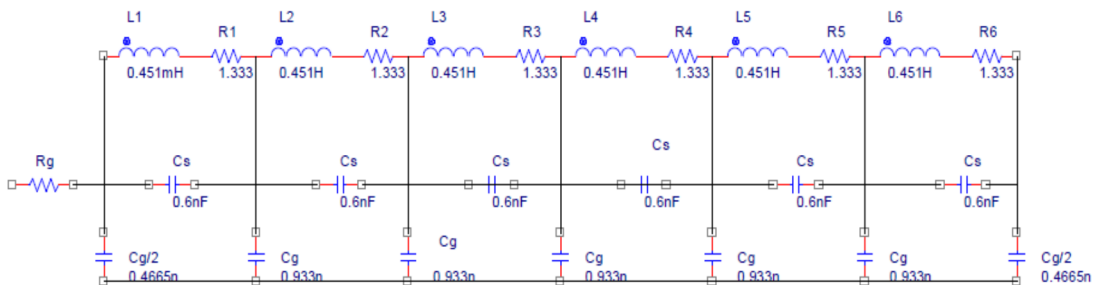 L1 L2 L3 L4 L5 L6
R1 R2 R3 R4 R5 R6
0.451mH 1.333 0.451H 1.333 0.451H 1.333 0.451H 1.333 0.451H 1.333 0.451H 1.333
Cs
Rg Cs Cs Cs Cs Cs
0.6nF 0.6nF 0.6nF 0.6nF 0.6nF 0.6nF
Cg
Cg/2 Cg Cg Cg Cg Cg/2
0.4665n 0.933n 0.933n 0.933n 0.933n 0.933n 0.4665n